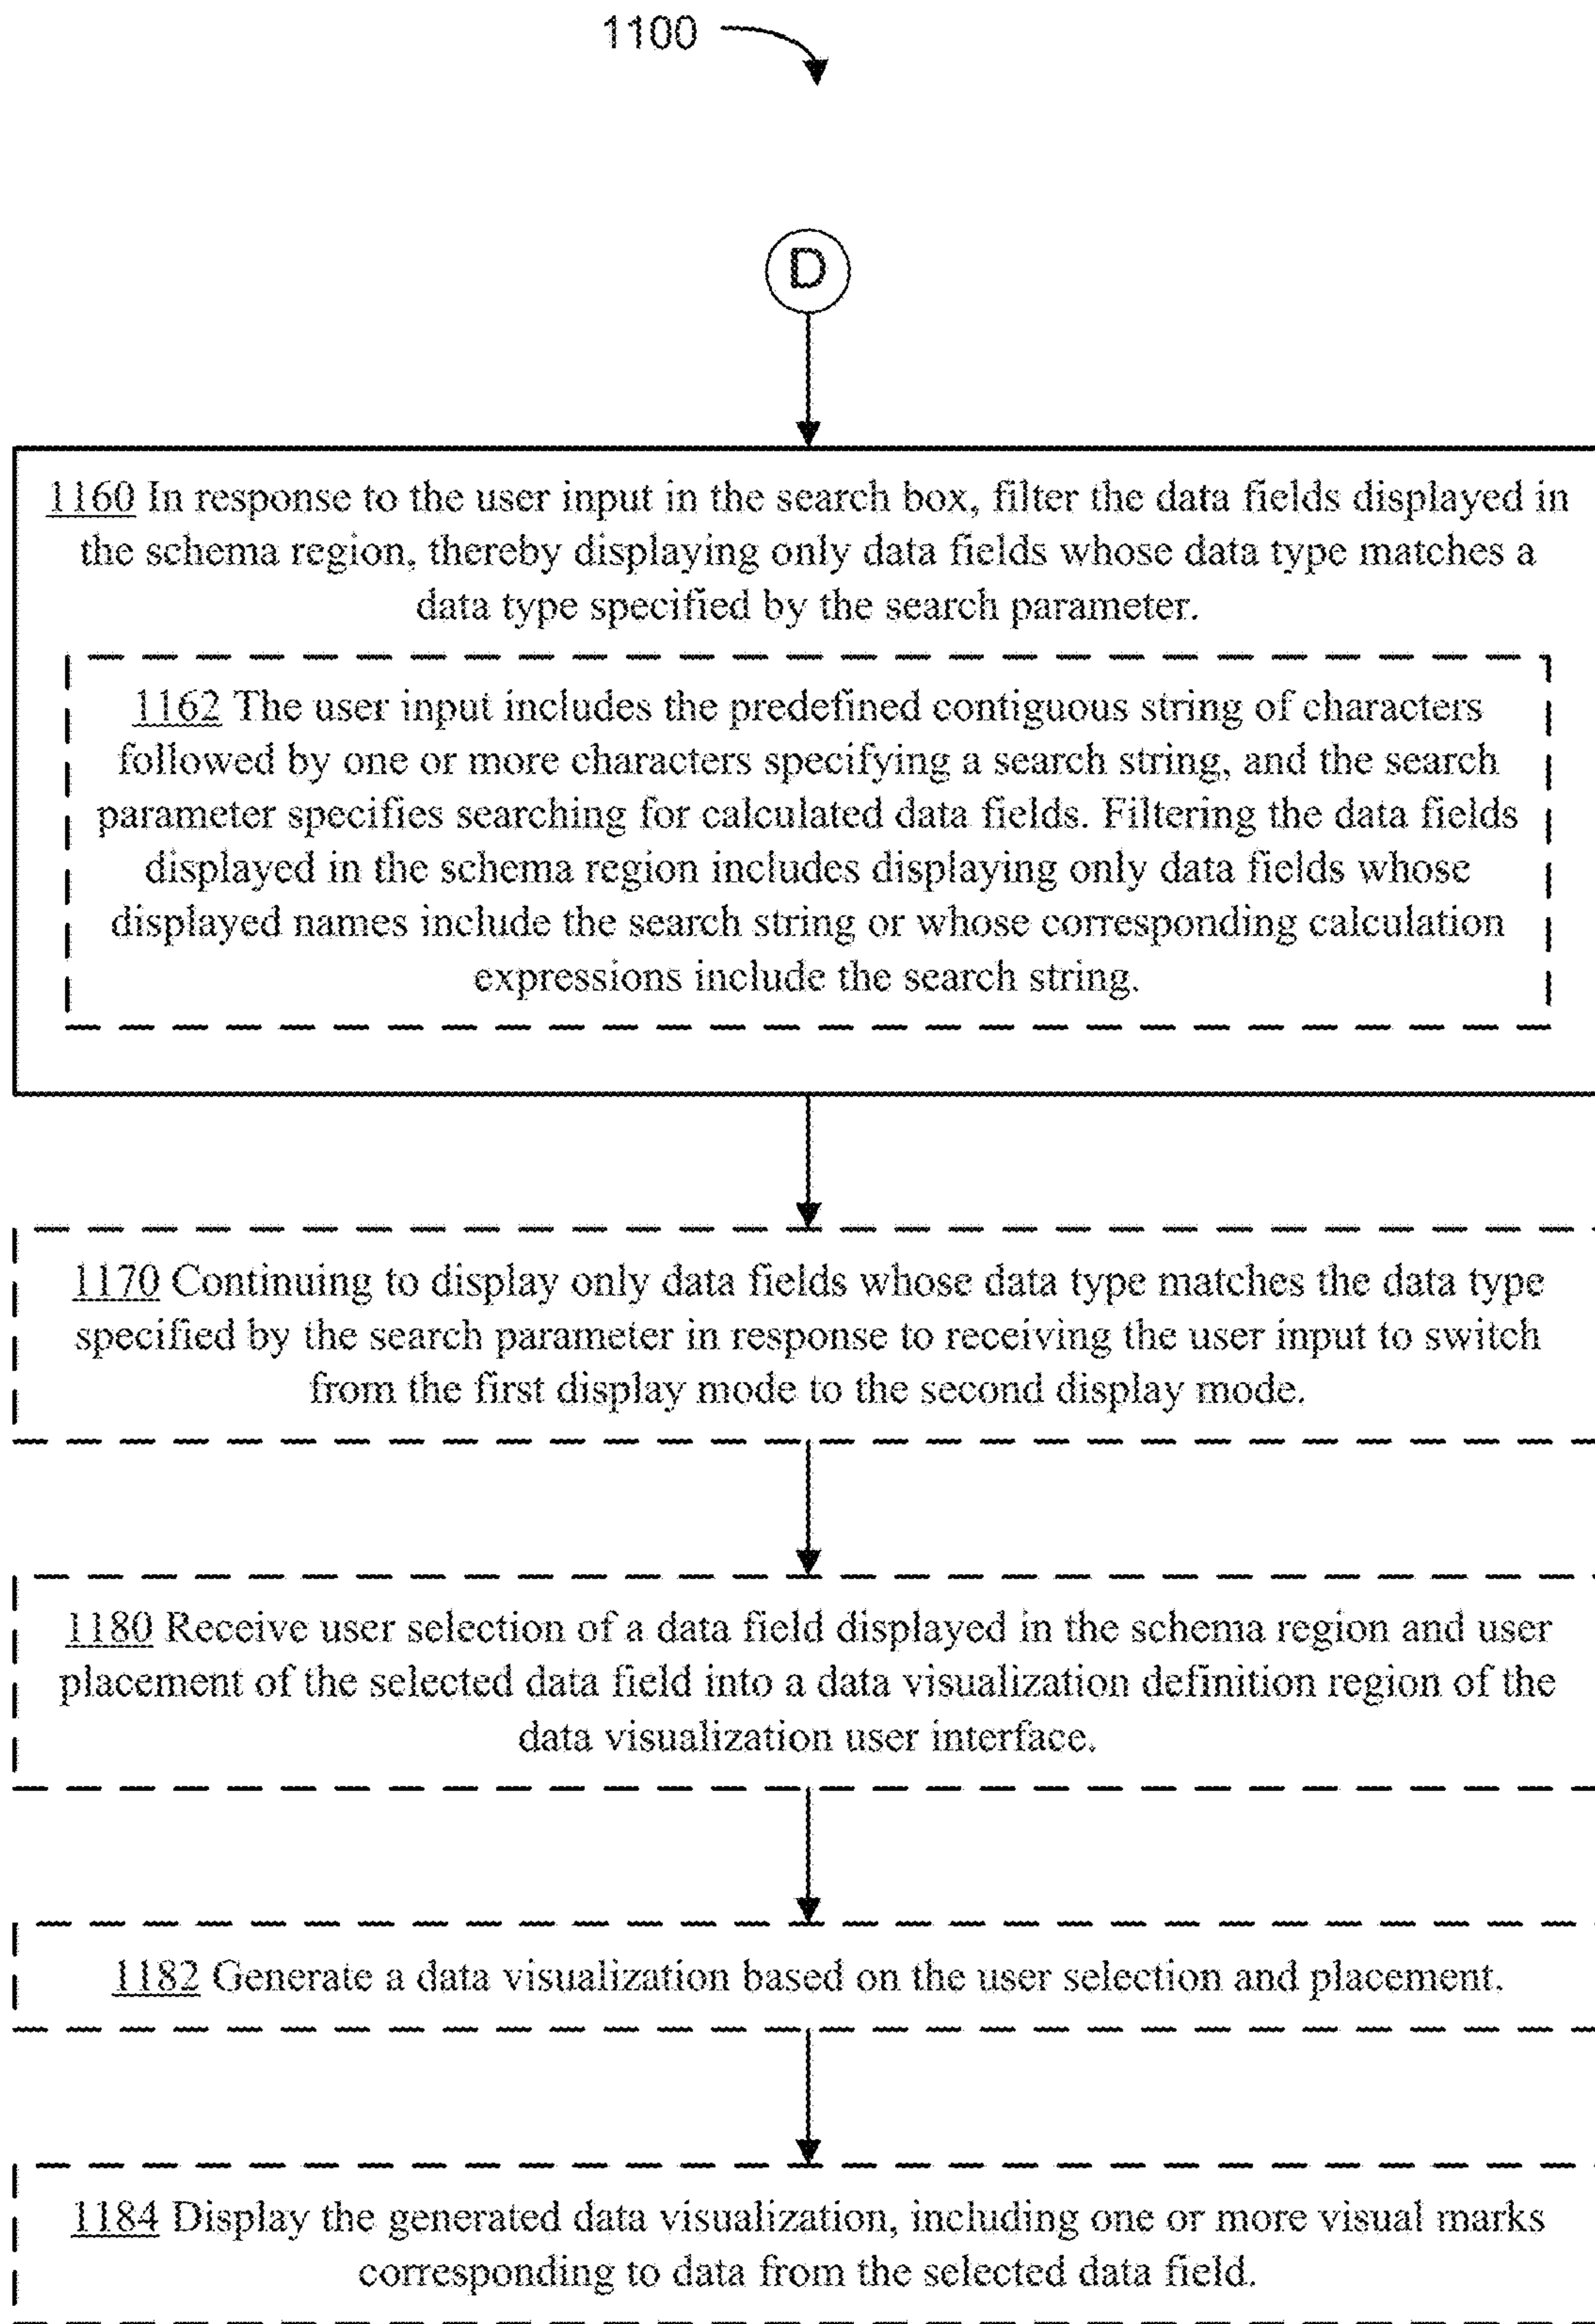 1100
D
1160 In response to the user input in the search box, filter the data fields displayed in
the schema region, thereby displaying only data fields whose data type matches a
data type specified by the search parameter.
1162 The user input includes the predefined contiguous string of characters
followed by one or more characters specifying a search string, and the search
parameter specifies searching for calculated data fields. Filtering the data fields
displayed in the schema region includes displaying only data fields whose
displayed names include the search string or whose corresponding calculation
expressions include the search string.
1170 Continuing to display only data fields whose data type matches the data type
specified by the search parameter in response to receiving the user input to switch
from the first display mode to the second display mode.
1180 Receive user selection of a data field displayed in the schema region and user
placement of the selected data field into a data visualization definition region of the
data visualization user interface.
1182 Generate a data visualization based on the user selection and placement.
1184 Display the generated data visualization, including one or more visual marks
corresponding to data from the selected data field.